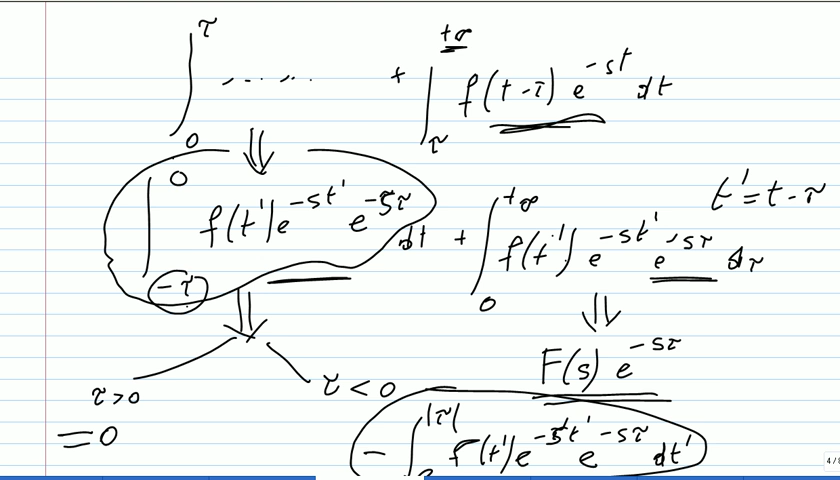 ∫_0^τ ........ + ∫_τ^{+∞} f(t-τ) e^{-st} dt
⇓
t' = t - τ
∫_{-τ}^0 f(t') e^{-st'} e^{-sτ} dt + ∫_0^{+∞} f(t') e^{-st'} e^{-sτ} dτ
⇓ ⇓
F(s) e^{-sτ}
τ>0 τ<0
=0 - ∫_0^{|τ|} f(t') e^{-st'} e^{-sτ} dt'